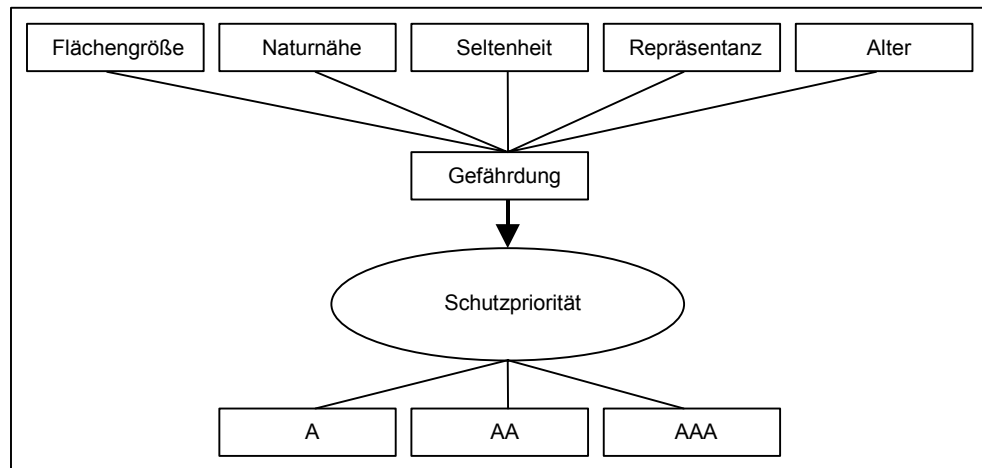 Flächengröße Naturnähe Seltenheit Repräsentanz Alter
Gefährdung
Schutzpriorität
A AA AAA